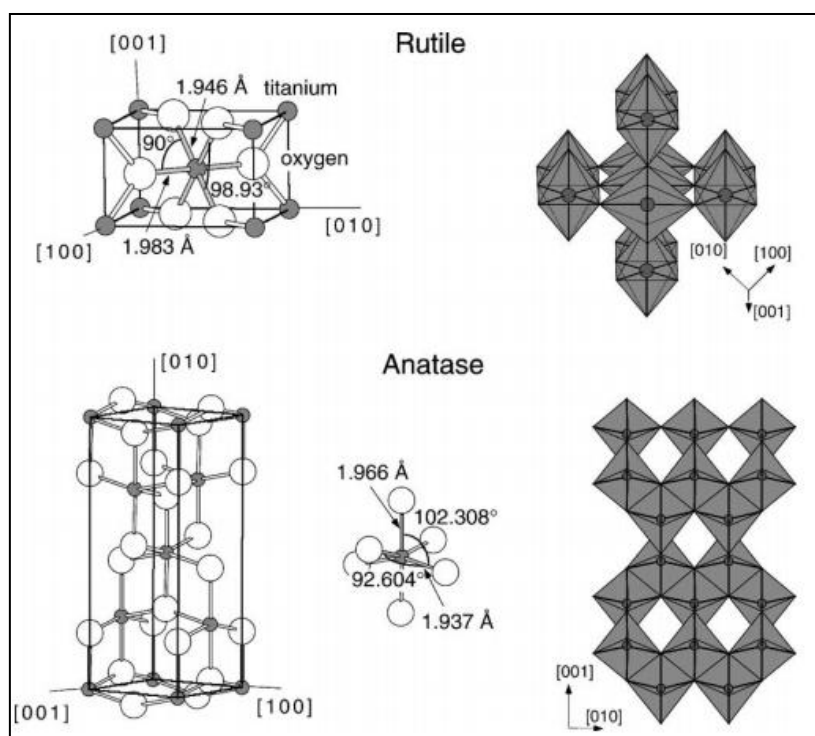 Rutile
[001]
1.946 Å
titanium
90°
oxygen
98.93°
[010]
[100]
1.983 Å
[010]
[100]
[001]
Anatase
[010]
1.966 Å
102.308°
92.604°
1.937 Å
[001]
[100]
[001]
[010]